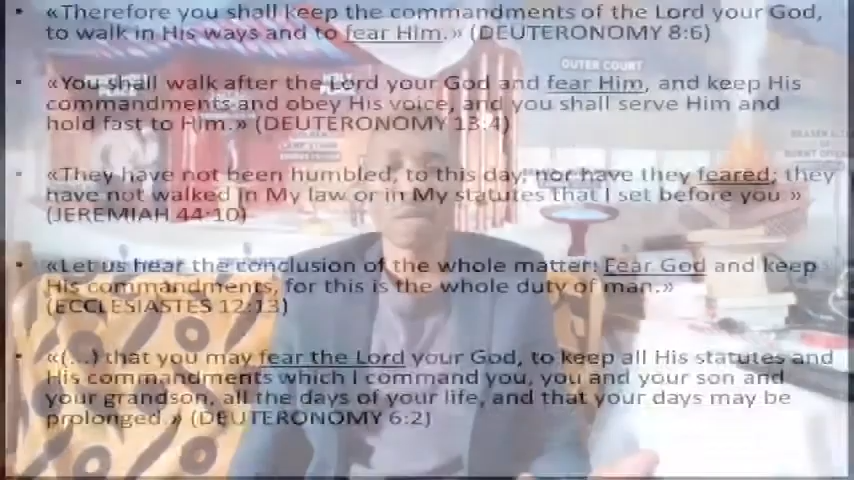 • «Therefore you shall keep the commandments of the Lord your God,
to walk in His ways and to fear Him.» (DEUTERONOMY 8:6)
• «You shall walk after the Lord your God and fear Him, and keep His
commandments and obey His voice, and you shall serve Him and
hold fast to Him.» (DEUTERONOMY 13:4)
• «They have not been humbled, to this day, nor have they feared; they
have not walked in My law or in My statutes that I set before you.»
(JEREMIAH 44:10)
• «Let us hear the conclusion of the whole matter: Fear God and keep
His commandments, for this is the whole duty of man.»
(ECCLESIASTES 12:13)
• «(...) that you may fear the Lord your God, to keep all His statutes and
His commandments which I command you, you and your son and
your grandson, all the days of your life, and that your days may be
prolonged.» (DEUTERONOMY 6:2)
OUTER COURT